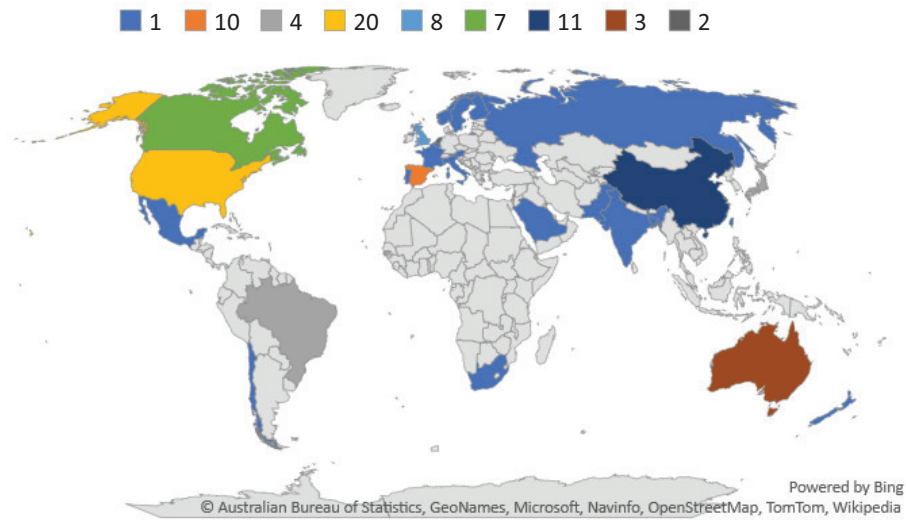 1 10 4 20 8 7 11 3 2
Powered by Bing
© Australian Bureau of Statistics, GeoNames, Microsoft, Navinfo, OpenStreetMap, TomTom, Wikipedia